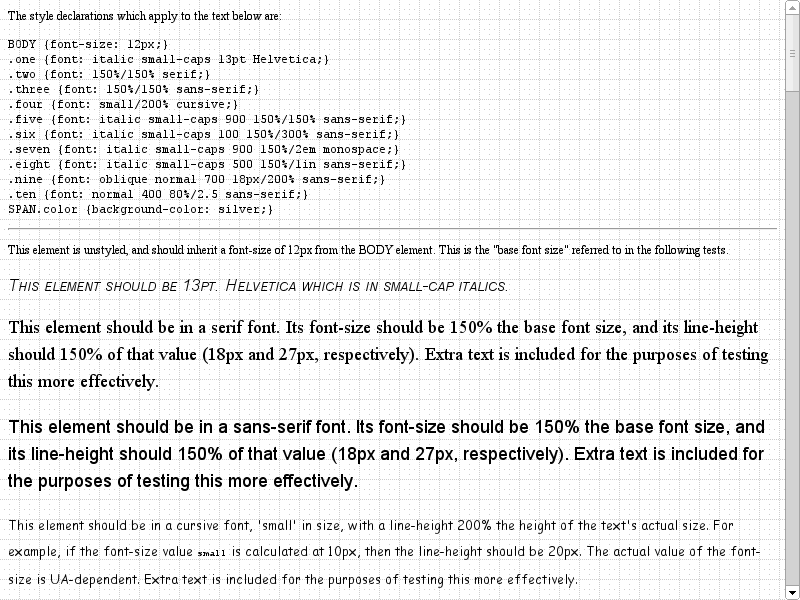 The style declarations which apply to the text below are:
BODY {font-size: 12px;}
.one {font: italic small-caps 13pt Helvetica;}
.two {font: 150%/150% serif;}
.three {font: 150%/150% sans-serif;}
.four {font: small/200% cursive;}
.five {font: italic small-caps 900 150%/150% sans-serif;}
.six {font: italic small-caps 100 150%/300% sans-serif;}
.seven {font: italic small-caps 900 150%/2em monospace;}
.eight {font: italic small-caps 500 150%/1in sans-serif;}
.nine {font: oblique normal 700 18px/200% sans-serif;}
.ten {font: normal 400 80%/2.5 sans-serif;}
SPAN.color {background-color: silver;}
This element is unstyled, and should inherit a font-size of 12px from the BODY element. This is the "base font size" referred to in the following tests.
This element should be 13pt. Helvetica which is in small-cap italics.
This element should be in a serif font. Its font-size should be 150% the base font size, and its line-height
should 150% of that value (18px and 27px, respectively). Extra text is included for the purposes of testing
this more effectively.
This element should be in a sans-serif font. Its font-size should be 150% the base font size, and
its line-height should 150% of that value (18px and 27px, respectively). Extra text is included for
the purposes of testing this more effectively.
This element should be in a cursive font, 'small' in size, with a line-height 200% the height of the text's actual size. For
example, if the font-size value small is calculated at 10px, then the line-height should be 20px. The actual value of the font-
size is UA-dependent. Extra text is included for the purposes of testing this more effectively.